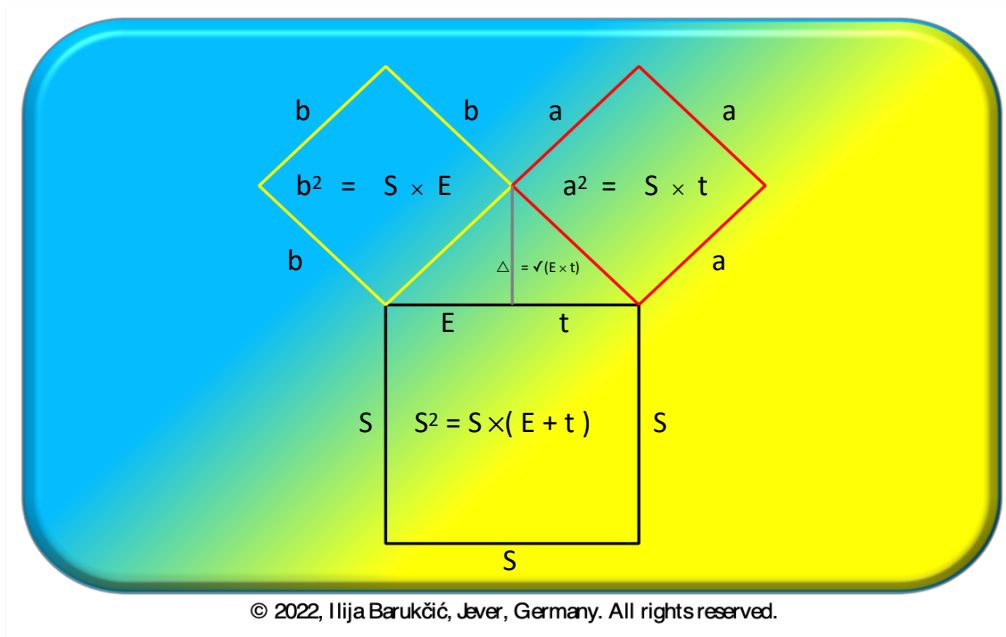 b b a a
b² = S × E a² = S × t
b a
△ = ✓(E × t)
E t
S S² = S ×( E + t ) S
S
© 2022, Ilija Barukčić, Jever, Germany. All rights reserved.